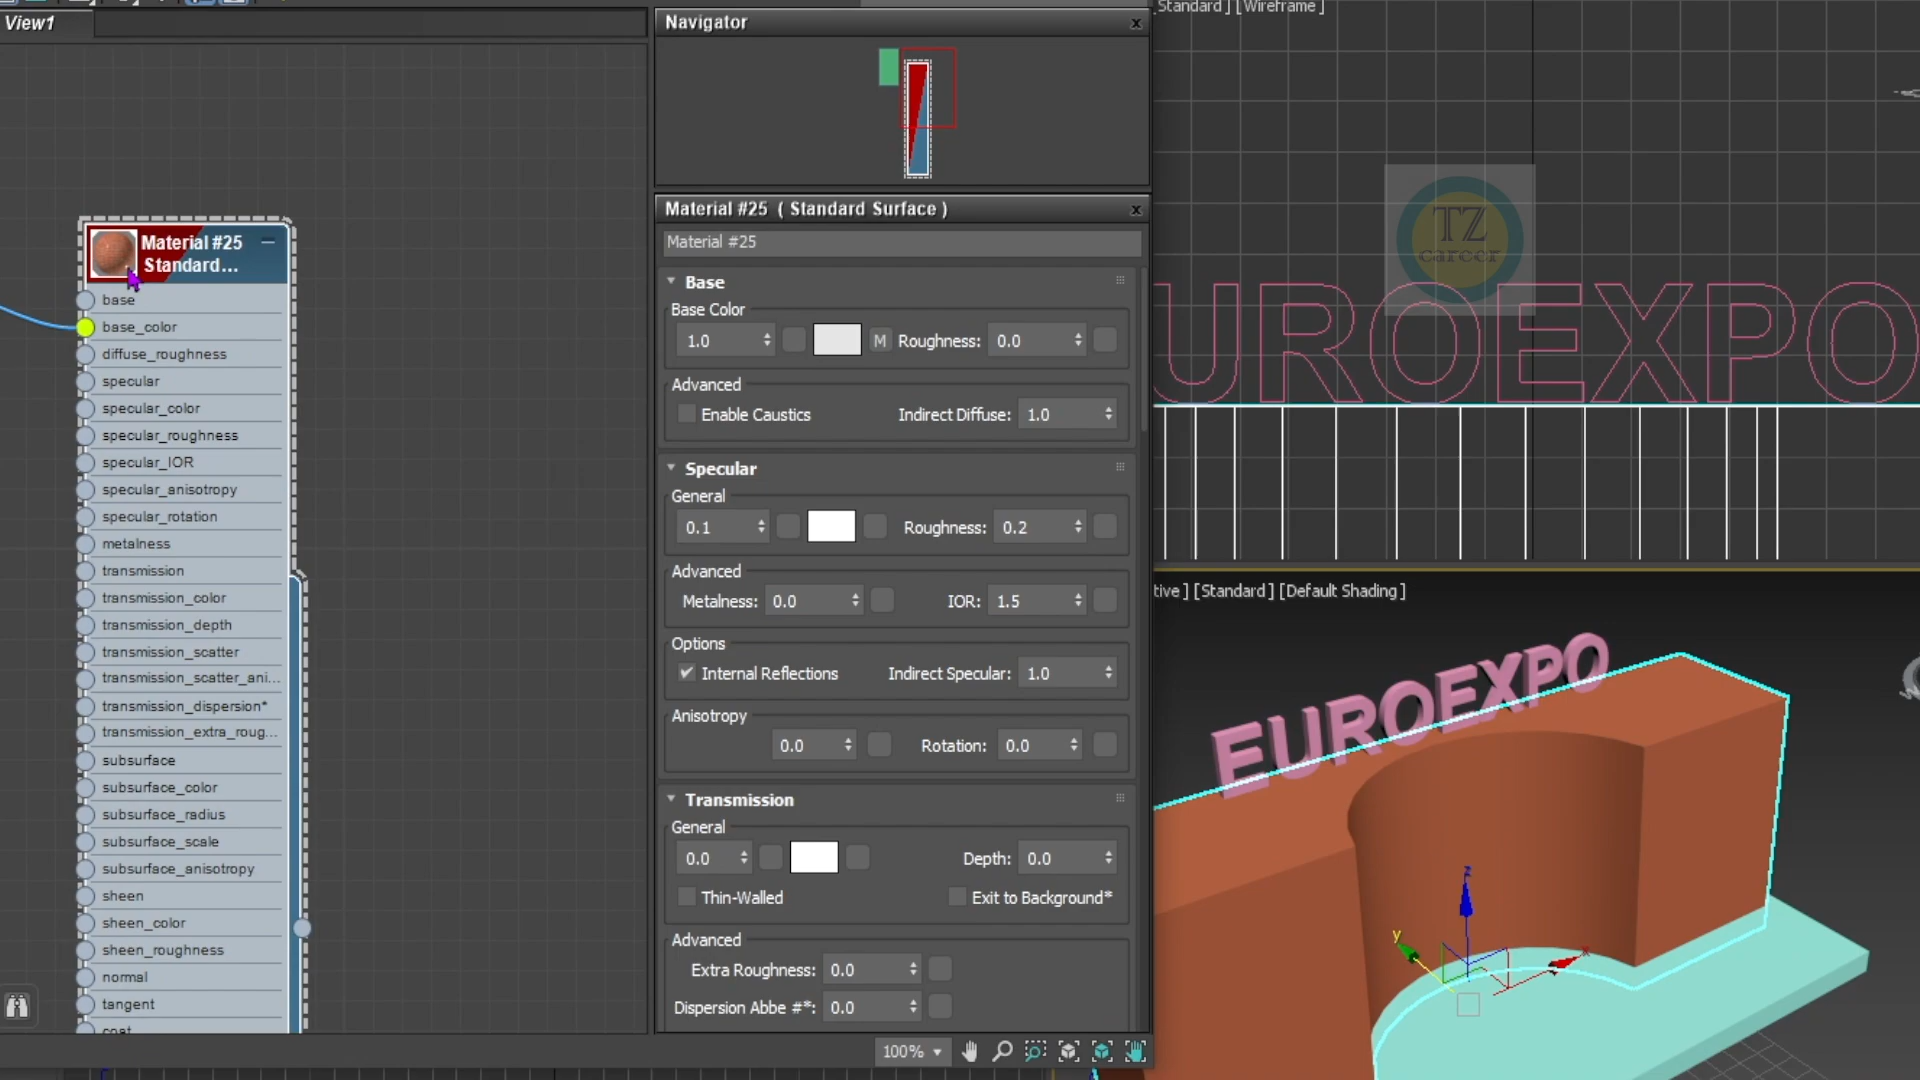 View1
Material #25
Standard...
base
base_color
diffuse_roughness
specular
specular_color
specular_roughness
specular_IOR
specular_anisotropy
specular_rotation
metalness
transmission
transmission_color
transmission_depth
transmission_scatter
transmission_scatter_ani...
transmission_dispersion*
transmission_extra_roug...
subsurface
subsurface_color
subsurface_radius
subsurface_scale
subsurface_anisotropy
sheen
sheen_color
sheen_roughness
normal
tangent
coat
Navigator x
Material #25 ( Standard Surface ) x
Material #25
Base
Base Color
1.0 M Roughness: 0.0
Advanced
Enable Caustics Indirect Diffuse: 1.0
Specular
General
0.1 Roughness: 0.2
Advanced
Metalness: 0.0 IOR: 1.5
Options
Internal Reflections Indirect Specular: 1.0
Anisotropy
0.0 Rotation: 0.0
Transmission
General
0.0 Depth: 0.0
Thin-Walled Exit to Background*
Advanced
Extra Roughness: 0.0
Dispersion Abbe #*: 0.0
100%
Standard ] [Wireframe ]
TZ
career
UROEXPO
tive ] [Standard ] [Default Shading ]
EUROEXPO
z
y
x